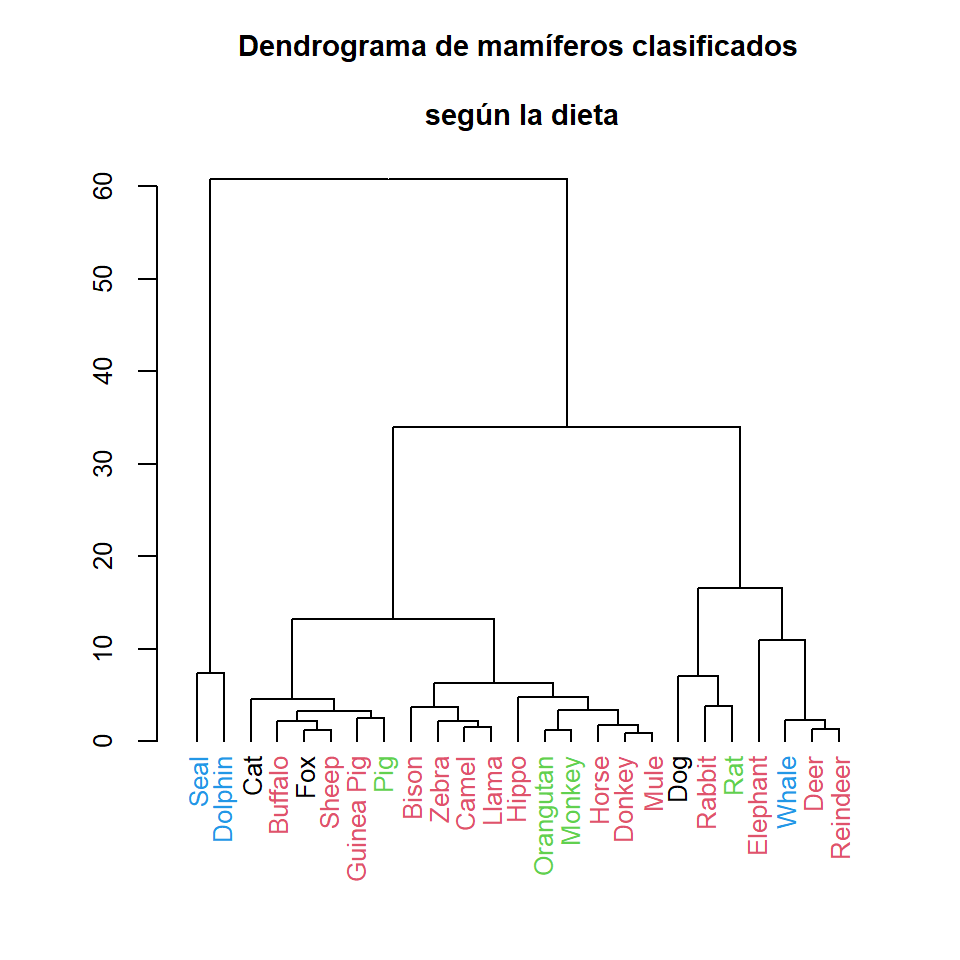 Dendrograma de mamíferos clasificados
según la dieta
60
50
40
30
20
10
0
Seal
Dolphin
Cat
Buffalo
Fox
Sheep
Guinea Pig
Pig
Bison
Zebra
Camel
Llama
Hippo
Orangutan
Monkey
Horse
Donkey
Mule
Dog
Rabbit
Rat
Elephant
Whale
Deer
Reindeer